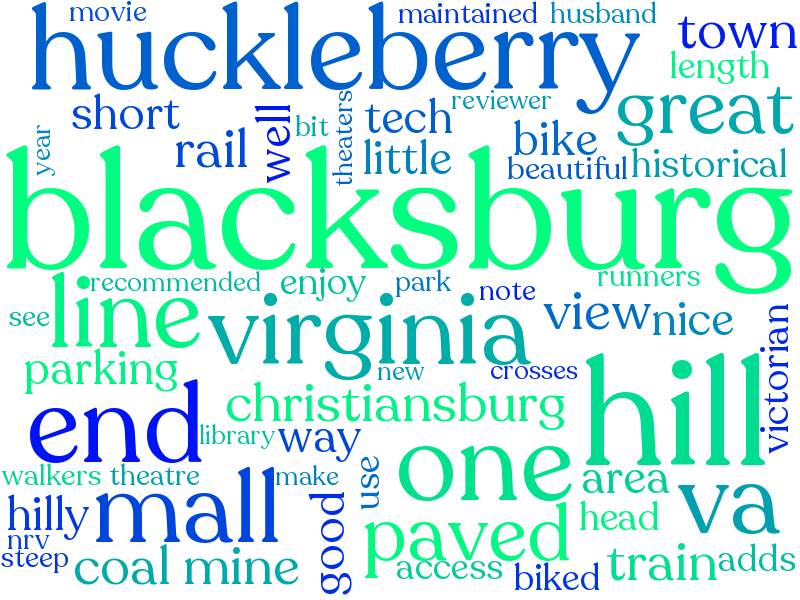 movie
maintained
husband
huckleberry
town
length
short
reviewer
great
year
well
bit
theaters
tech
bike
rail
little
beautiful
historical
blacksburg
recommended
enjoy
park
note
runners
see
line
virginia
view
nice
victorian
parking
new
crosses
hill
end
christiansburg
library
way
one
walkers
theatre
make
use
area
va
hilly
mall
good
paved
head
nrv
steep
coal mine
access
biked
train
adds